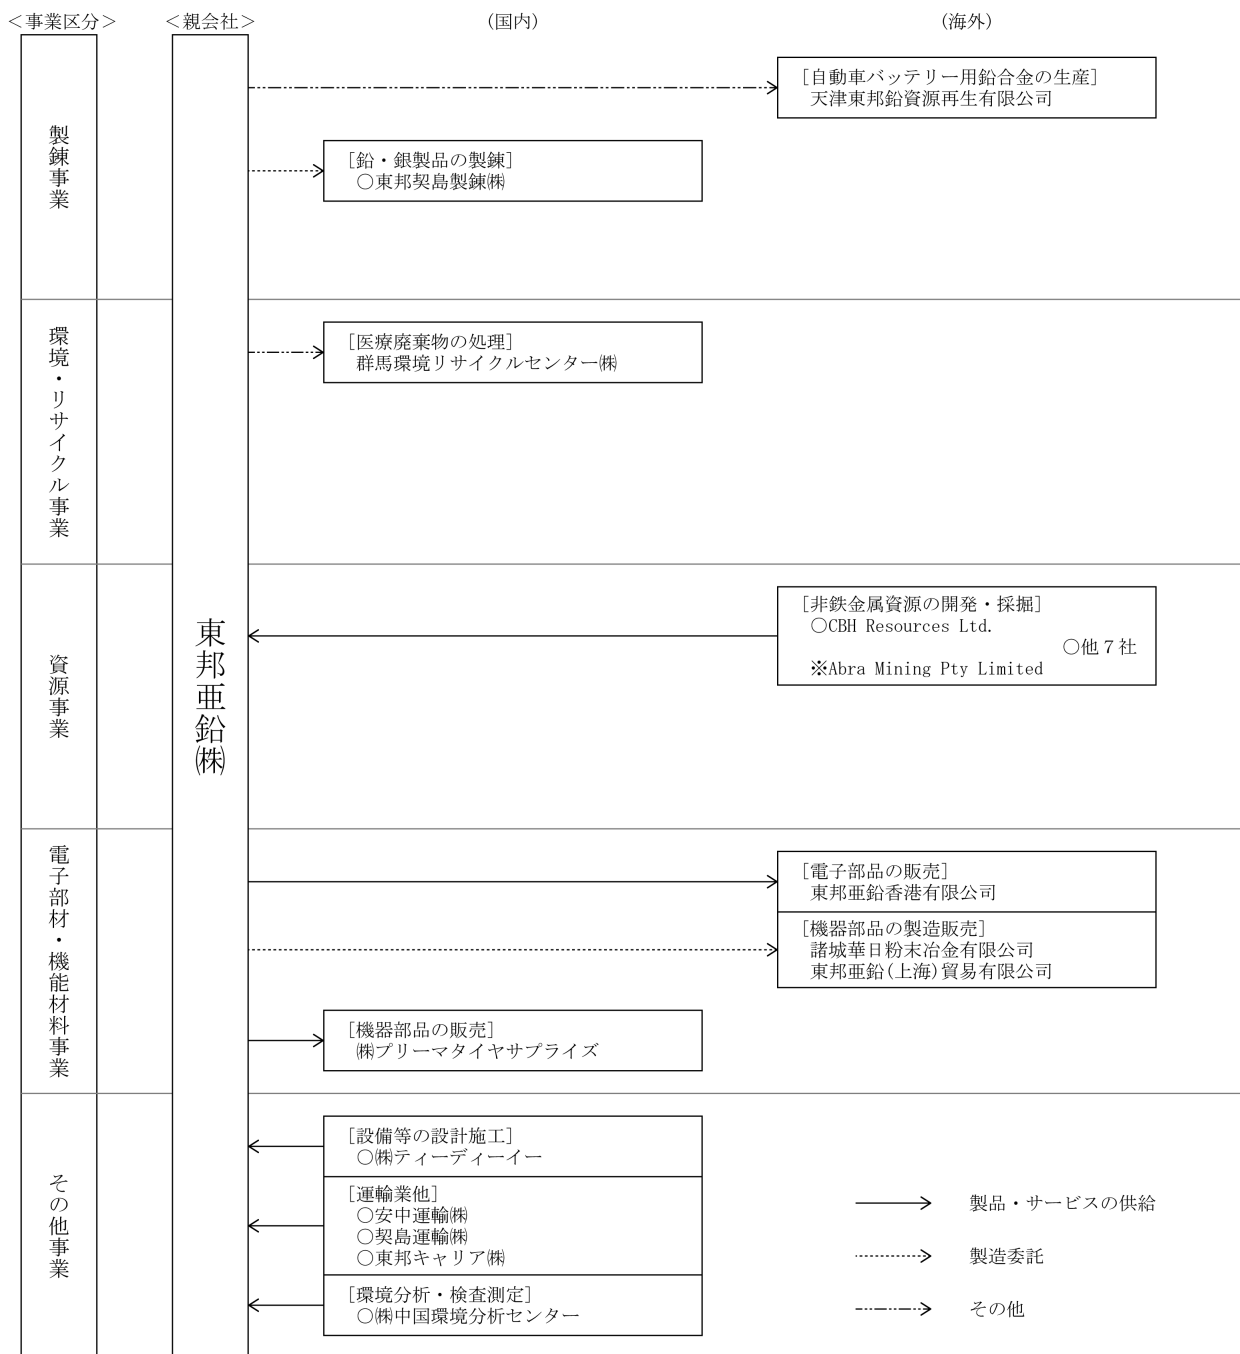 ＜事業区分＞
＜親会社＞
(国内)
(海外)
製錬事業
[自動車バッテリー用鉛合金の生産]
天津東邦鉛資源再生有限公司
[鉛・銀製品の製錬]
○東邦契島製錬㈱
環境・リサイクル事業
[医療廃棄物の処理]
群馬環境リサイクルセンター㈱
東邦亜鉛㈱
資源事業
[非鉄金属資源の開発・採掘]
○CBH Resources Ltd.
○他７社
※Abra Mining Pty Limited
電子部材・機能材料事業
[電子部品の販売]
東邦亜鉛香港有限公司
[機器部品の製造販売]
諸城華日粉末冶金有限公司
東邦亜鉛(上海)貿易有限公司
[機器部品の販売]
㈱プリーマタイヤサプライズ
その他事業
[設備等の設計施工]
○㈱ティーディーイー
[運輸業他]
○安中運輸㈱
○契島運輸㈱
○東邦キャリア㈱
[環境分析・検査測定]
○㈱中国環境分析センター
製品・サービスの供給
製造委託
その他